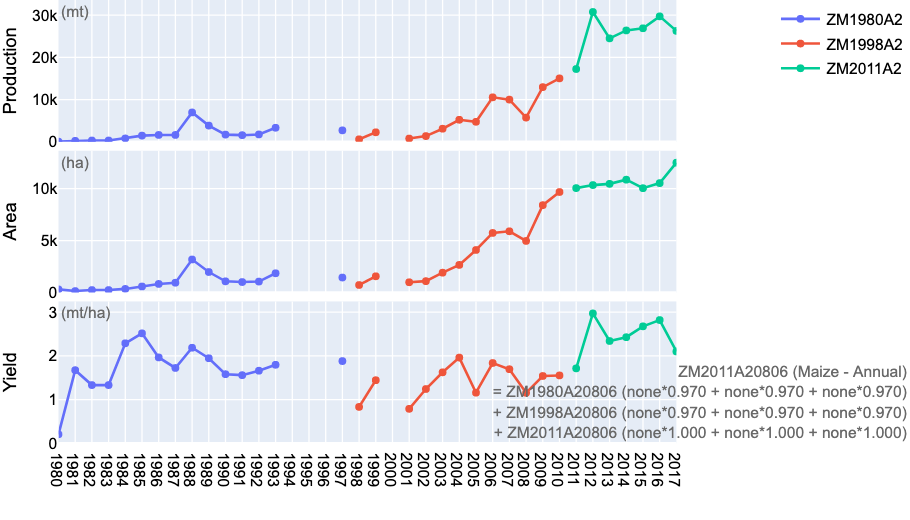 (mt)
30k
20k
10k
0
Production
ZM1980A2
ZM1998A2
ZM2011A2
(ha)
10k
5k
0
Area
(mt/ha)
3
2
1
0
Yield
ZM2011A20806 (Maize - Annual)
= ZM1980A20806 (none*0.970 + none*0.970 + none*0.970)
+ ZM1998A20806 (none*0.970 + none*0.970 + none*0.970)
+ ZM2011A20806 (none*1.000 + none*1.000 + none*1.000)
1980
1981
1982
1983
1984
1985
1986
1987
1988
1989
1990
1991
1992
1993
1994
1995
1996
1997
1998
1999
2000
2001
2002
2003
2004
2005
2006
2007
2008
2009
2010
2011
2012
2013
2014
2015
2016
2017